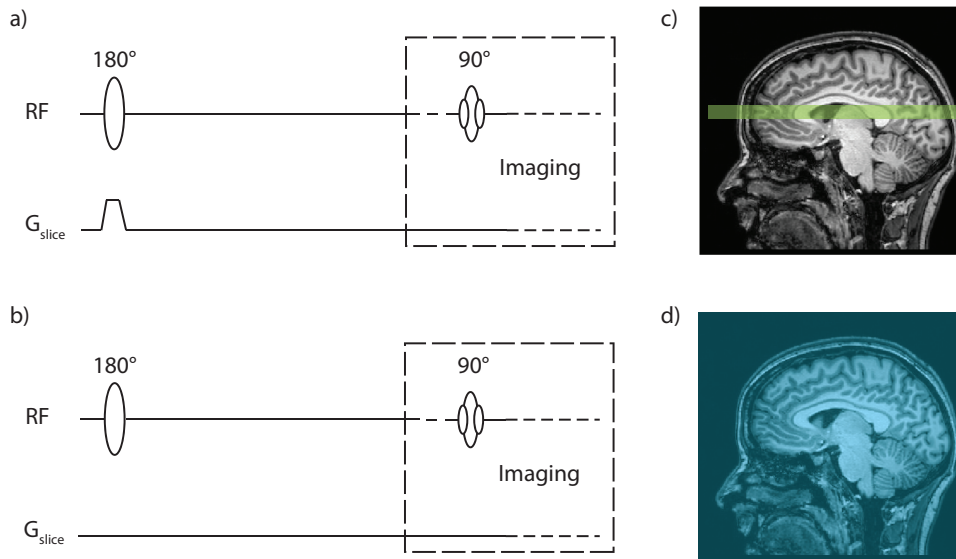 a)
180°
90°
RF
Imaging
G_slice
b)
180°
90°
RF
Imaging
G_slice
c)
d)